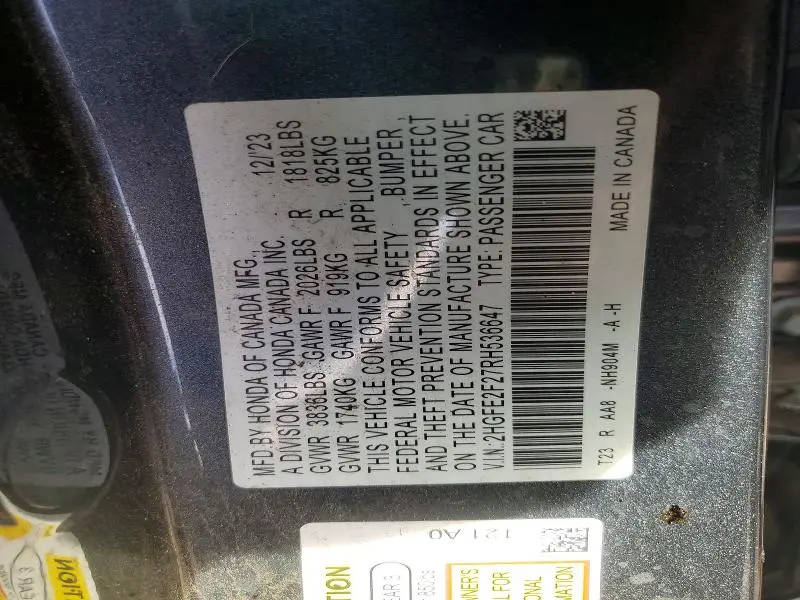 MFD.BY HONDA OF CANADA MFG. 12/'23
A DIVISION OF HONDA CANADA INC.
GVWR 3836LBS GAWR F 2026LBS R 1818LBS
GVWR 1740KG GAWR F 919KG R 825KG
THIS VEHICLE CONFORMS TO ALL APPLICABLE
FEDERAL MOTOR VEHICLE SAFETY, BUMPER,
AND THEFT PREVENTION STANDARDS IN EFFECT
ON THE DATE OF MANUFACTURE SHOWN ABOVE.
V.I.N.:2HGFE2F27RH536647 TYPE: PASSENGER CAR
T23 R AA8 -NH904M -A -H MADE IN CANADA
121 A0